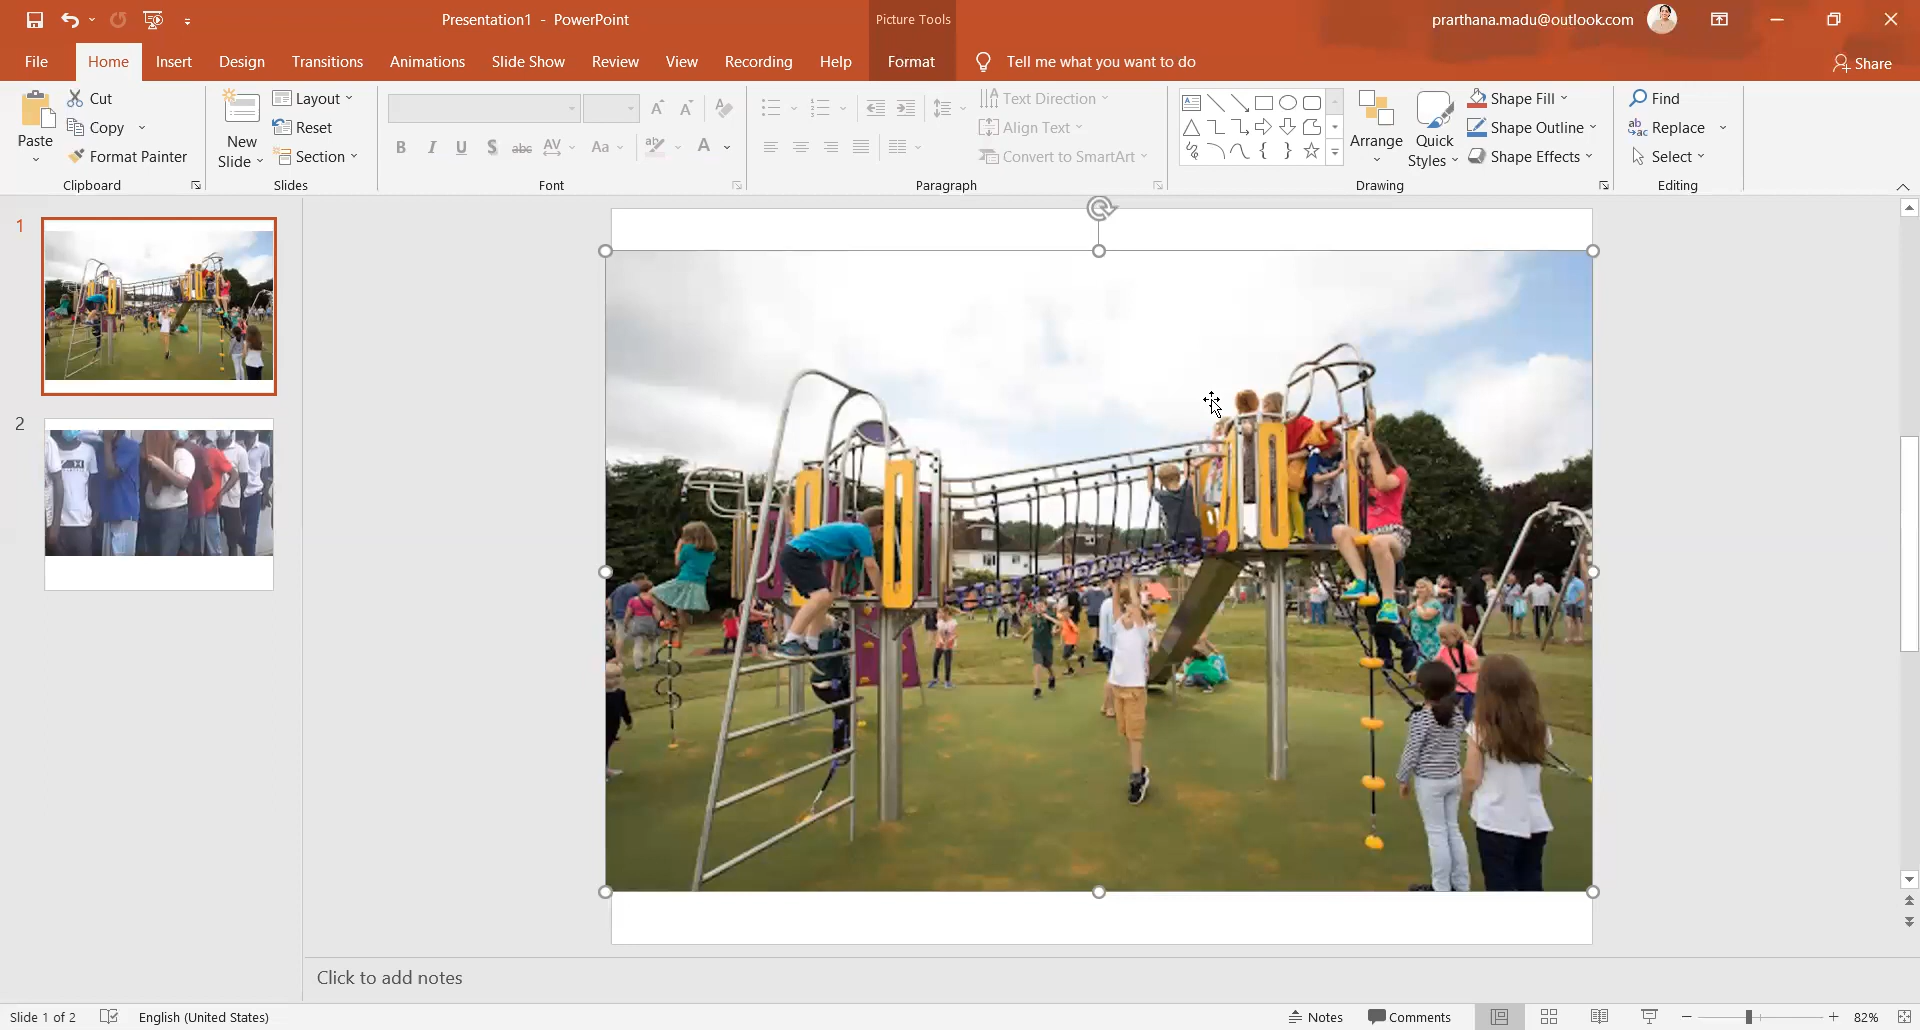 Presentation1 - PowerPoint
Picture Tools
prarthana.madu@outlook.com
File
Home
Insert
Design
Transitions
Animations
Slide Show
Review
View
Recording
Help
Format
Tell me what you want to do
Share
Paste
Cut
Copy
Format Painter
Clipboard
New
Slide
Layout
Reset
Section
Slides
B I U S abc AV Aa A
Font
Text Direction
Align Text
Convert to SmartArt
Paragraph
Arrange
Quick
Styles
Shape Fill
Shape Outline
Shape Effects
Drawing
Find
Replace
Select
Editing
1
2
Click to add notes
Slide 1 of 2
English (United States)
Notes
Comments
82%